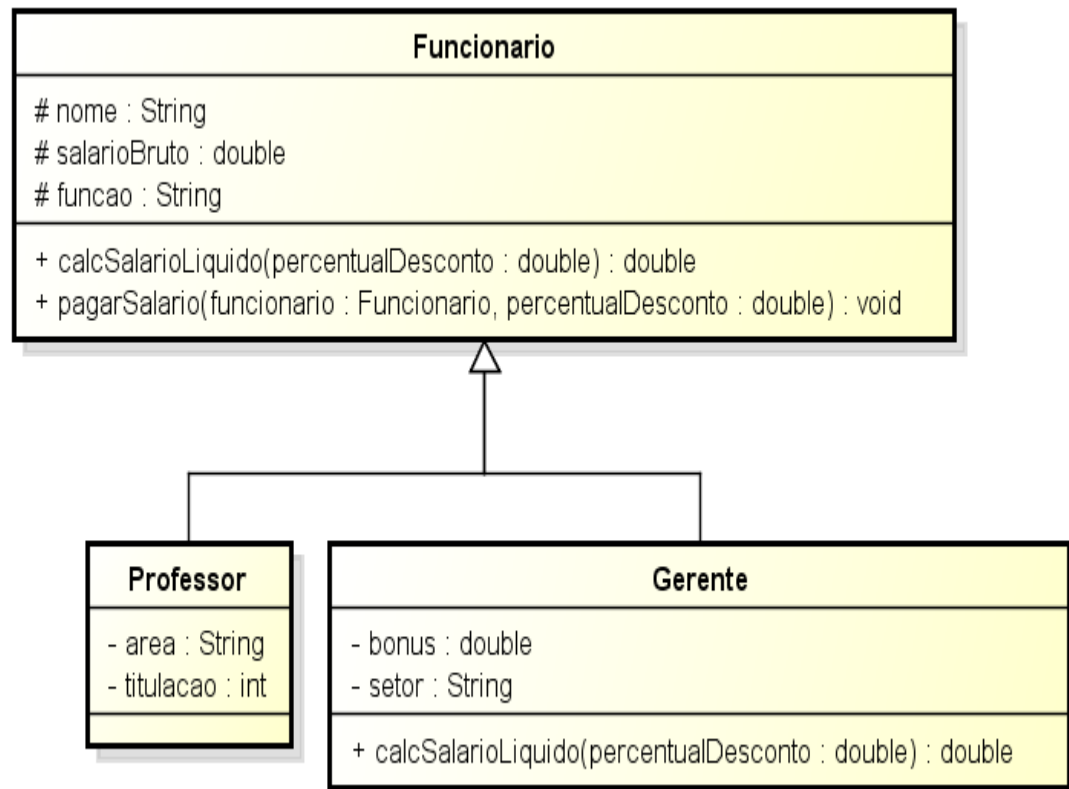 Funcionario
# nome : String
# salarioBruto : double
# funcao : String
+ calcSalarioLiquido(percentualDesconto : double) : double
+ pagarSalario(funcionario : Funcionario, percentualDesconto : double) : void
Professor
- area : String
- titulacao : int
Gerente
- bonus : double
- setor : String
+ calcSalarioLiquido(percentualDesconto : double) : double